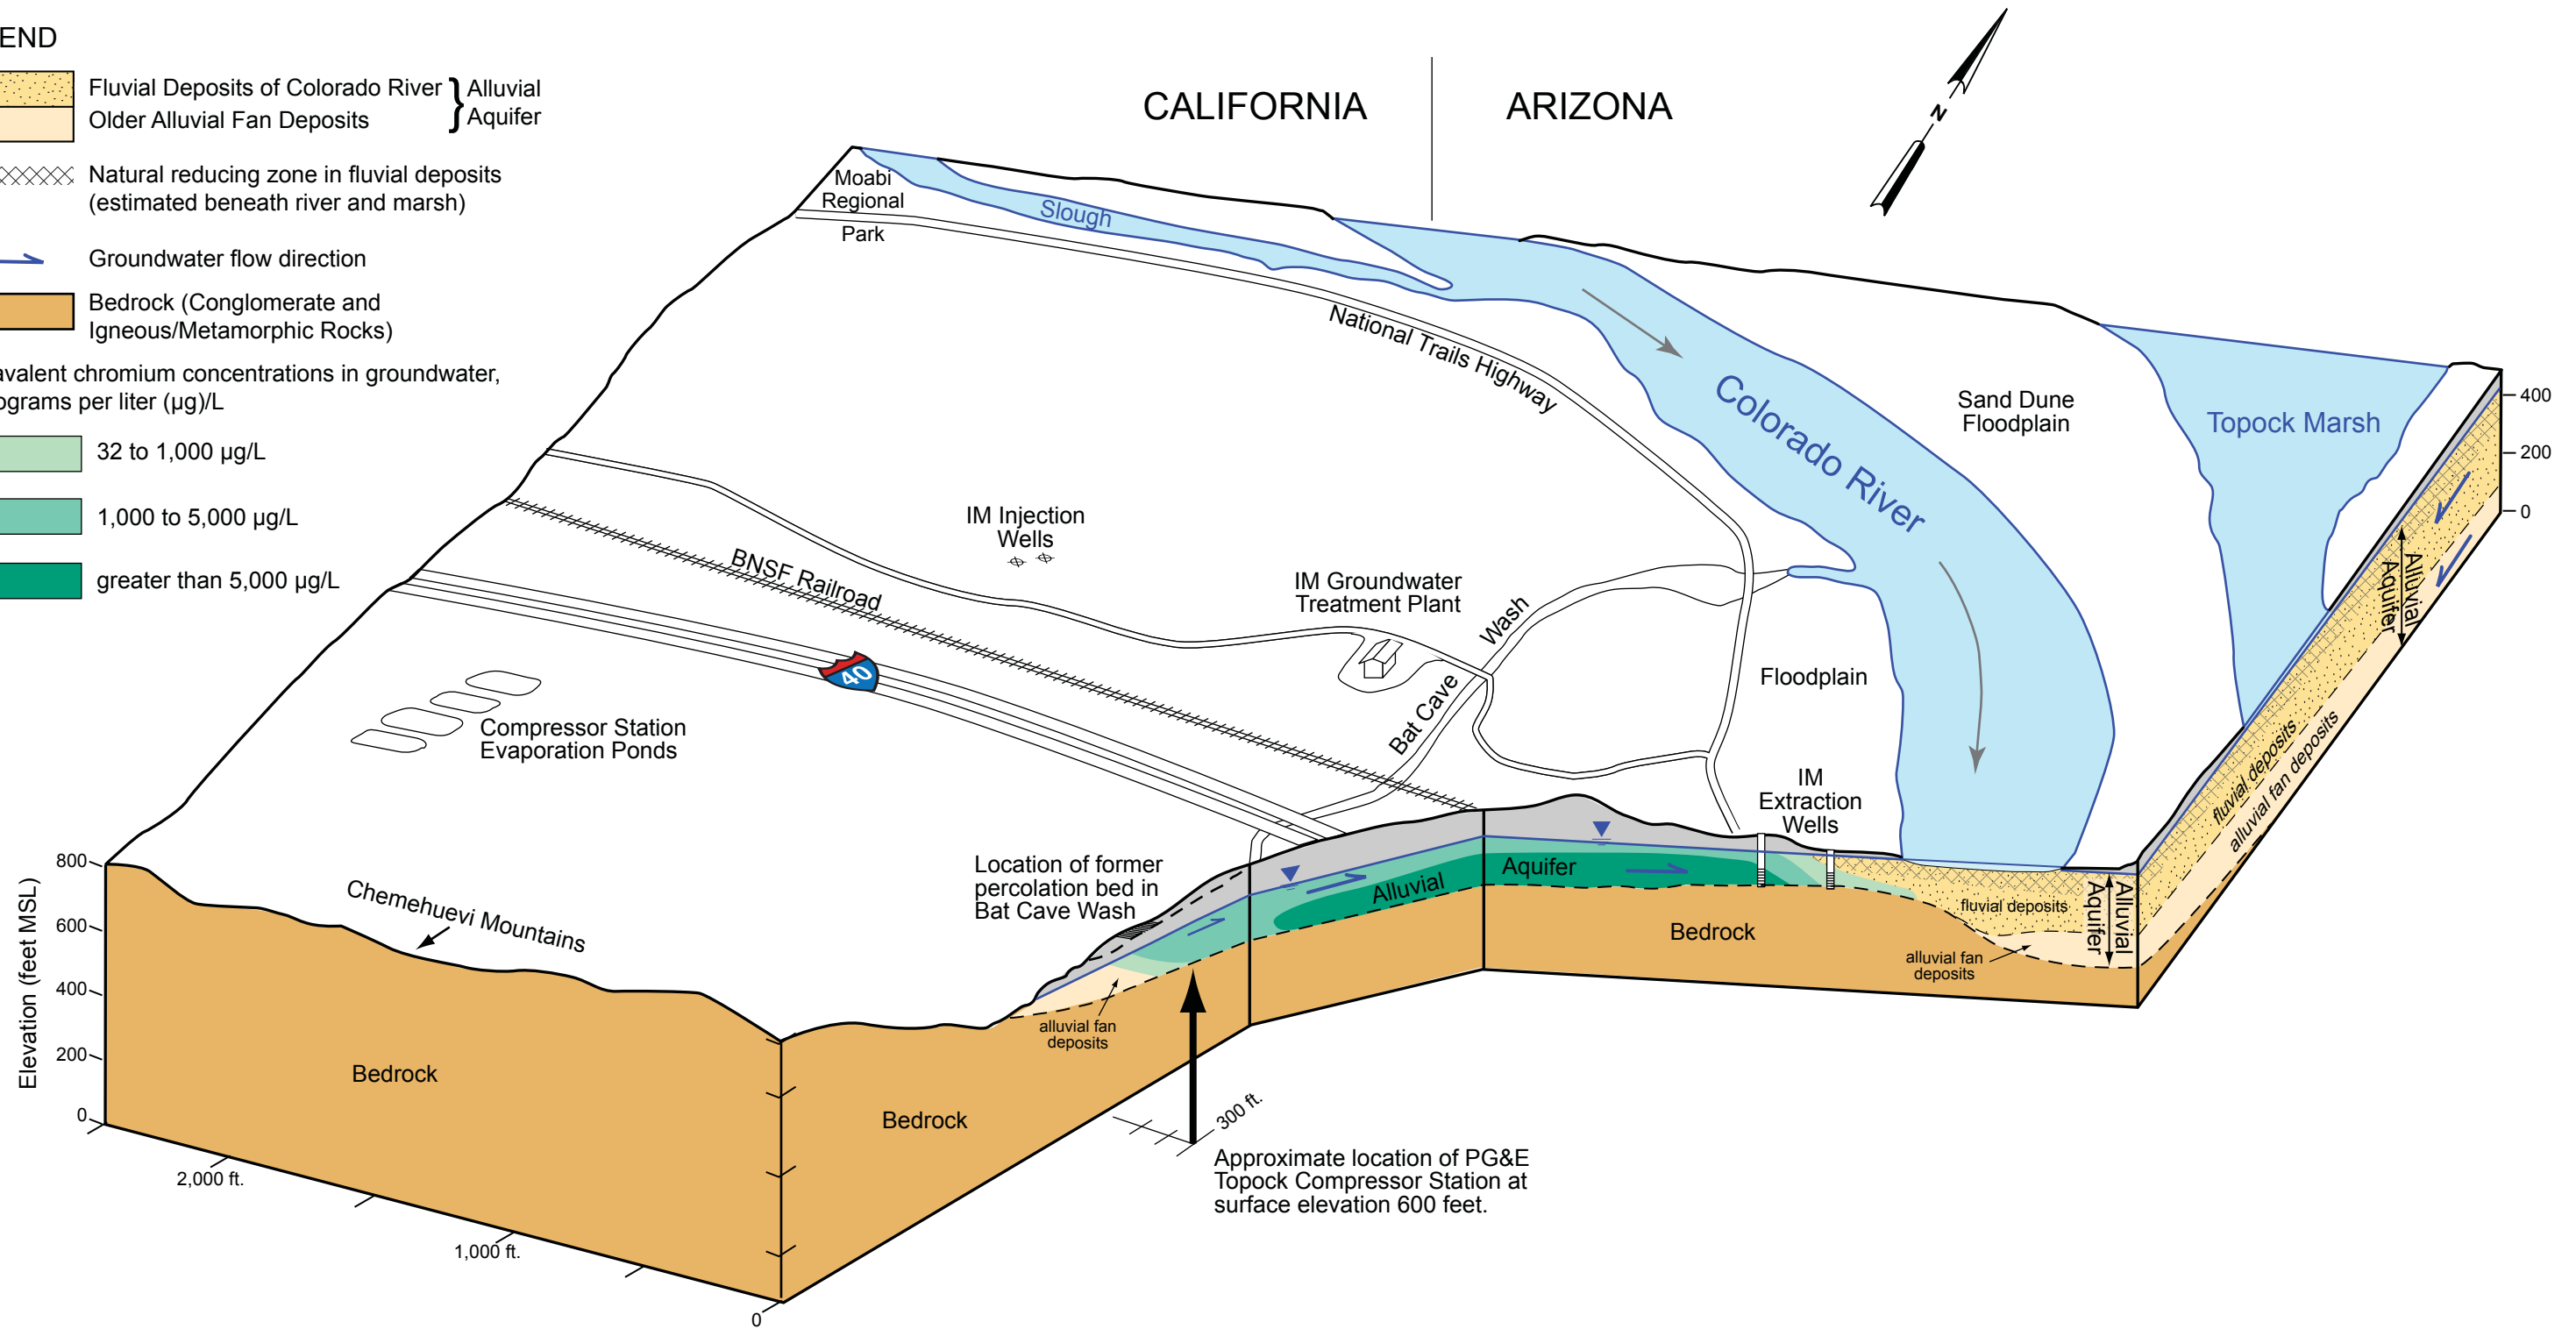 END
Fluvial Deposits of Colorado River
Older Alluvial Fan Deposits
Alluvial
Aquifer
Natural reducing zone in fluvial deposits
(estimated beneath river and marsh)
Groundwater flow direction
Bedrock (Conglomerate and
Igneous/Metamorphic Rocks)
avalent chromium concentrations in groundwater,
ograms per liter (µg)/L
32 to 1,000 µg/L
1,000 to 5,000 µg/L
greater than 5,000 µg/L
CALIFORNIA
ARIZONA
N
Moabi
Regional
Park
Slough
National Trails Highway
Colorado River
Sand Dune
Floodplain
Topock Marsh
400
200
0
IM Injection
Wells
BNSF Railroad
40
IM Groundwater
Treatment Plant
Bat Cave
Wash
Floodplain
Compressor Station
Evaporation Ponds
IM
Extraction
Wells
Alluvial
Aquifer
fluvial deposits
alluvial fan deposits
Elevation (feet MSL)
800
600
400
200
0
Chemehuevi Mountains
Location of former
percolation bed in
Bat Cave Wash
Alluvial
Aquifer
Bedrock
fluvial deposits
alluvial fan
deposits
Alluvial
Aquifer
alluvial fan
deposits
Bedrock
Bedrock
300 ft.
Approximate location of PG&E
Topock Compressor Station at
surface elevation 600 feet.
2,000 ft.
1,000 ft.
0